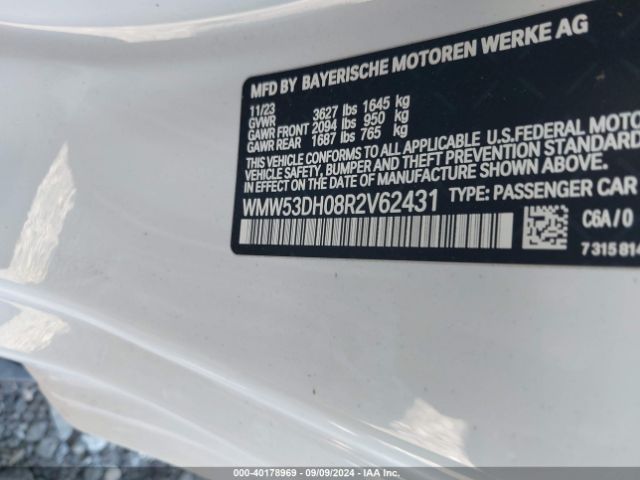 MFD BY BAYERISCHE MOTOREN WERKE AG
11/23
GVWR 3627 lbs 1645 kg
GAWR FRONT 2094 lbs 950 kg
GAWR REAR 1687 lbs 765 kg
THIS VEHICLE CONFORMS TO ALL APPLICABLE U.S.FEDERAL MOTO
VEHICLE SAFETY, BUMPER AND THEFT PREVENTION STANDARD
IN EFFECT ON THE DATE OF MANUFACTURE SHOWN ABOVE.
WMW53DH08R2V62431 TYPE: PASSENGER CAR
C6A/0
7315814
000-40178969 | 09/09/2024 | IAA Inc.